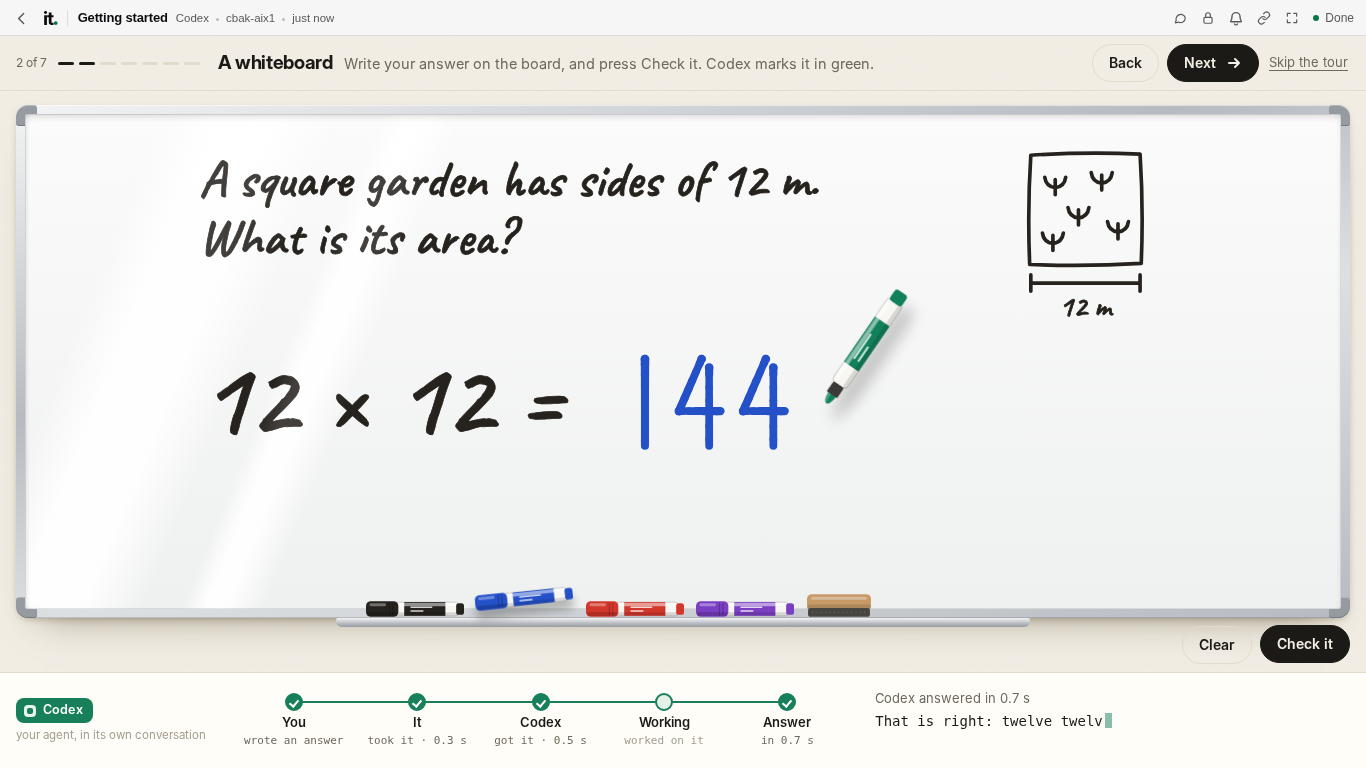 it.
Getting started Codex • cbak-aix1 • just now
Done
2 of 7
A whiteboard Write your answer on the board, and press Check it. Codex marks it in green.
Back
Next
Skip the tour
A square garden has sides of 12 m.
What is its area?
12 m
12 × 12 = 144
Clear
Check it
Codex
your agent, in its own conversation
You
wrote an answer
It
took it · 0.3 s
Codex
got it · 0.5 s
Working
worked on it
Answer
in 0.7 s
Codex answered in 0.7 s
That is right: twelve twelv